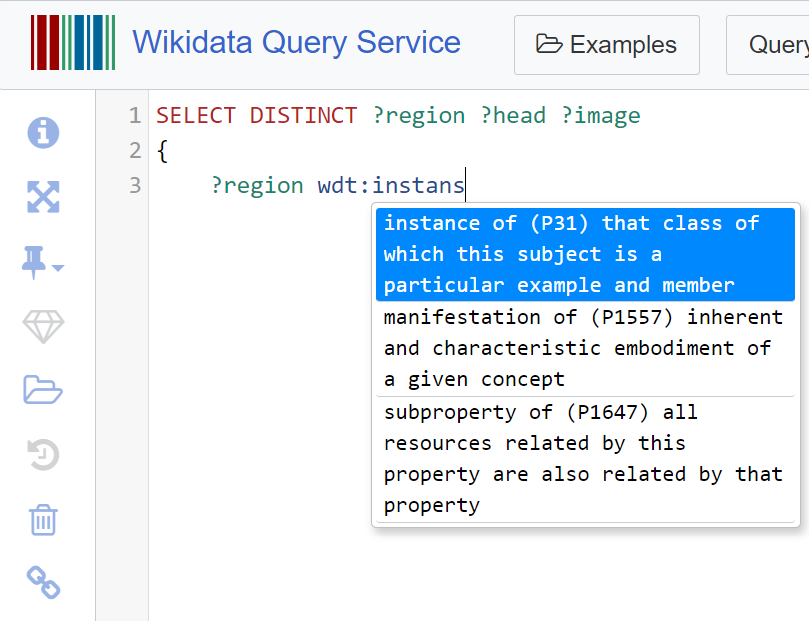 Wikidata Query Service
Examples
Query
1 SELECT DISTINCT ?region ?head ?image
2 {
3 ?region wdt:instans
instance of (P31) that class of
which this subject is a
particular example and member
manifestation of (P1557) inherent
and characteristic embodiment of
a given concept
subproperty of (P1647) all
resources related by this
property are also related by that
property